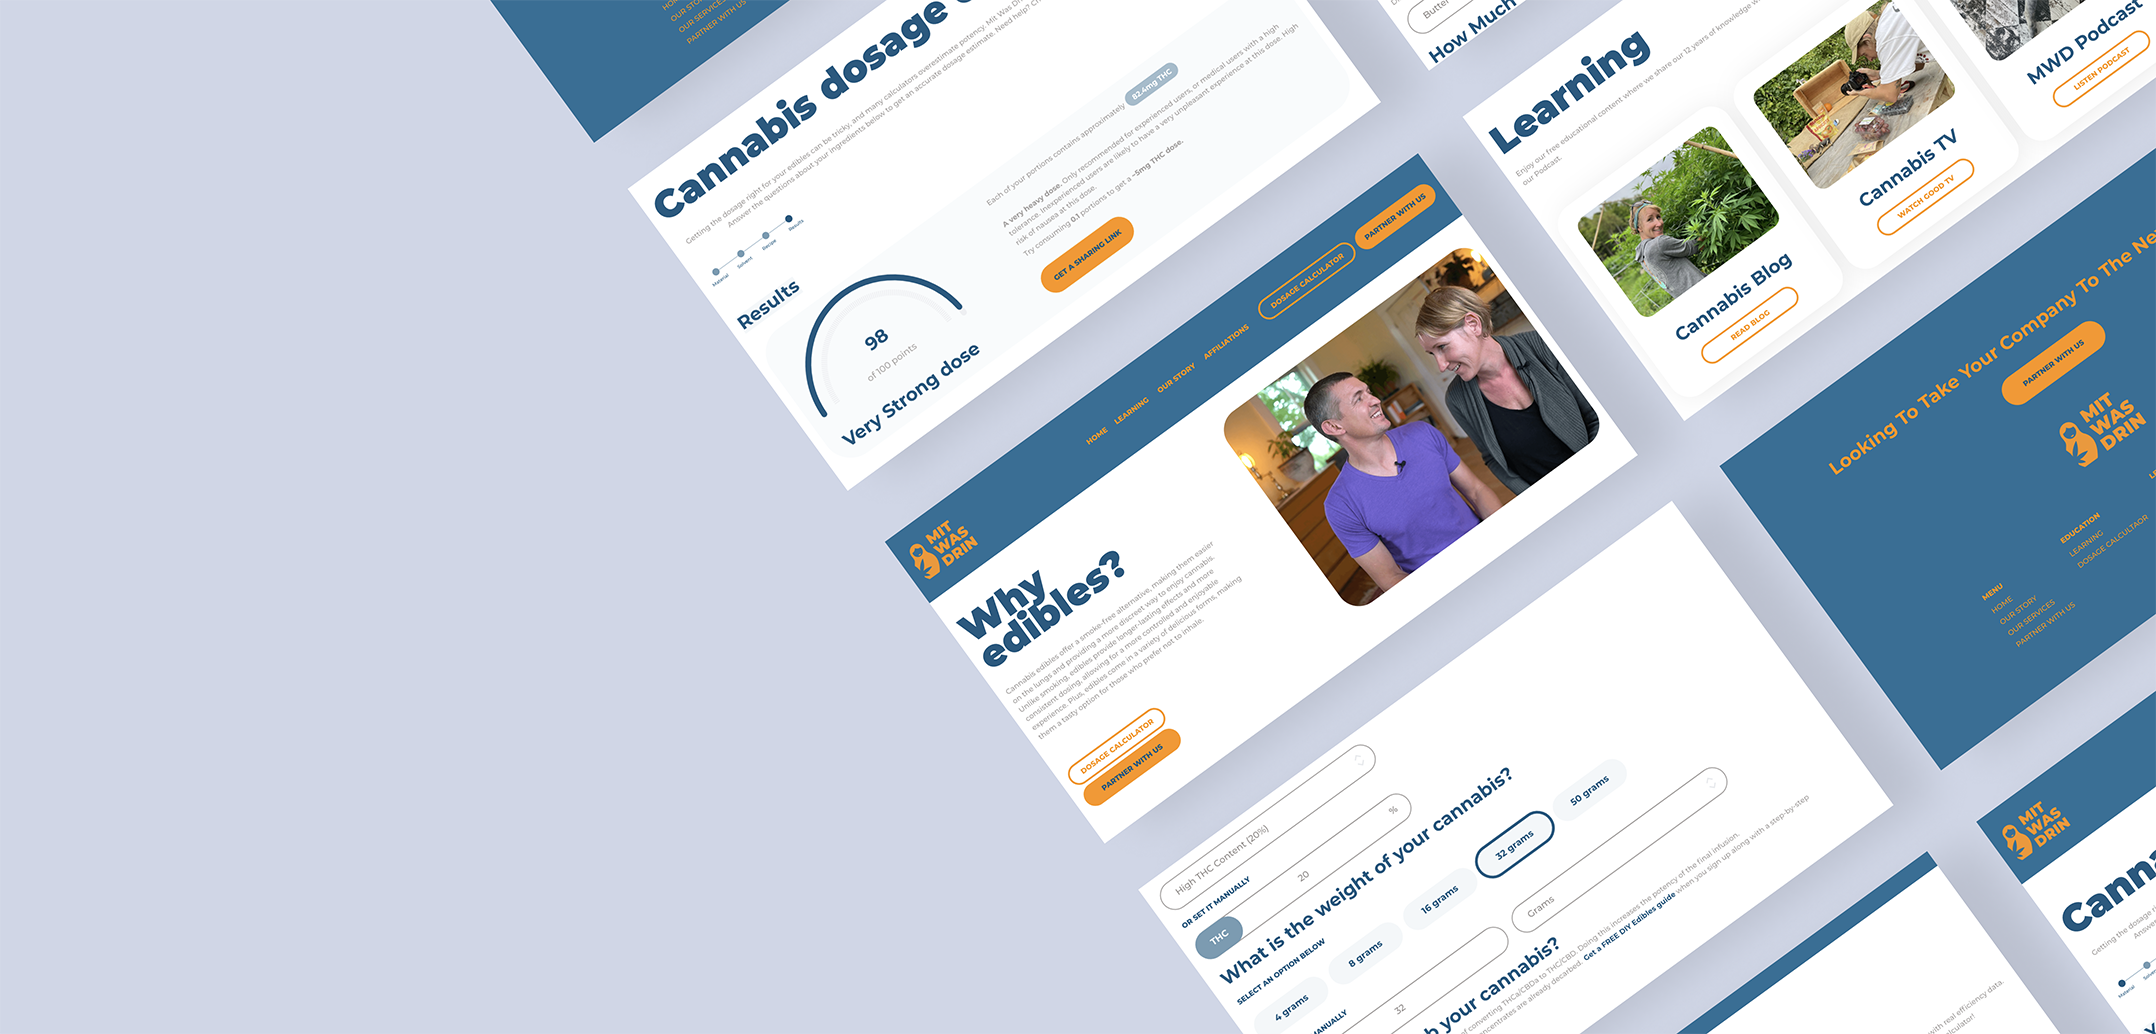 OUR STORY
OUR SERVICES
PARTNER WITH US
Cannabis dosage
Getting the dosage right for your edibles can be tricky, and many calculators overestimate potency.
Answer the questions about your ingredients below to get an accurate dosage estimate. Need help?
Material
Solvent
Recipe
Results
Results
98
of 100 points
Very Strong dose
Each of your portions contains approximately 82.4mg THC
A very heavy dose. Only recommended for experienced users, or medical users with a high
tolerance. Inexperienced users are likely to have a very unpleasant experience at this dose. High
risk of nausea at this dose.
Try consuming 0.1 portions to get a ~5mg THC dose.
GET A SHARING LINK
MIT
WAS
DRIN
HOME
LEARNING
OUR STORY
AFFILIATIONS
DOSAGE CALCULATOR
PARTNER WITH US
Why
edibles?
Cannabis edibles offer a smoke-free alternative, making them easier
on the lungs and providing a more discreet way to enjoy cannabis.
Unlike smoking, edibles provide longer-lasting effects and more
consistent dosing, allowing for a more controlled and enjoyable
experience. Plus, edibles come in a variety of delicious forms, making
them a tasty option for those who prefer not to inhale.
DOSAGE CALCULATOR
PARTNER WITH US
High THC Content (20%)
OR SET IT MANUALLY
THC
20
%
What is the weight of your cannabis?
SELECT AN OPTION BELOW
4 grams
8 grams
16 grams
32 grams
50 grams
MANUALLY
32
Grams
your cannabis?
of converting THCa/CBDa to THC/CBD. Doing this increases the potency of the final infusion.
are already decarbed. Get a FREE DIY Edibles guide when you sign up along with a step-by-step
How Much
Learning
Enjoy our free educational content where we share our 12 years of knowledge
our Podcast.
Cannabis Blog
READ BLOG
Cannabis TV
WATCH GOOD TV
MWD Podcast
LISTEN PODCAST
Looking To Take Your Company To The
PARTNER WITH US
MIT
WAS
DRIN
EDUCATION
LEARNING
DOSAGE CALCULTAOR
MENU
HOME
OUR STORY
OUR SERVICES
PARTNER WITH US
MIT
WAS
DRIN
Getting the dosage
Material
with real efficiency data.